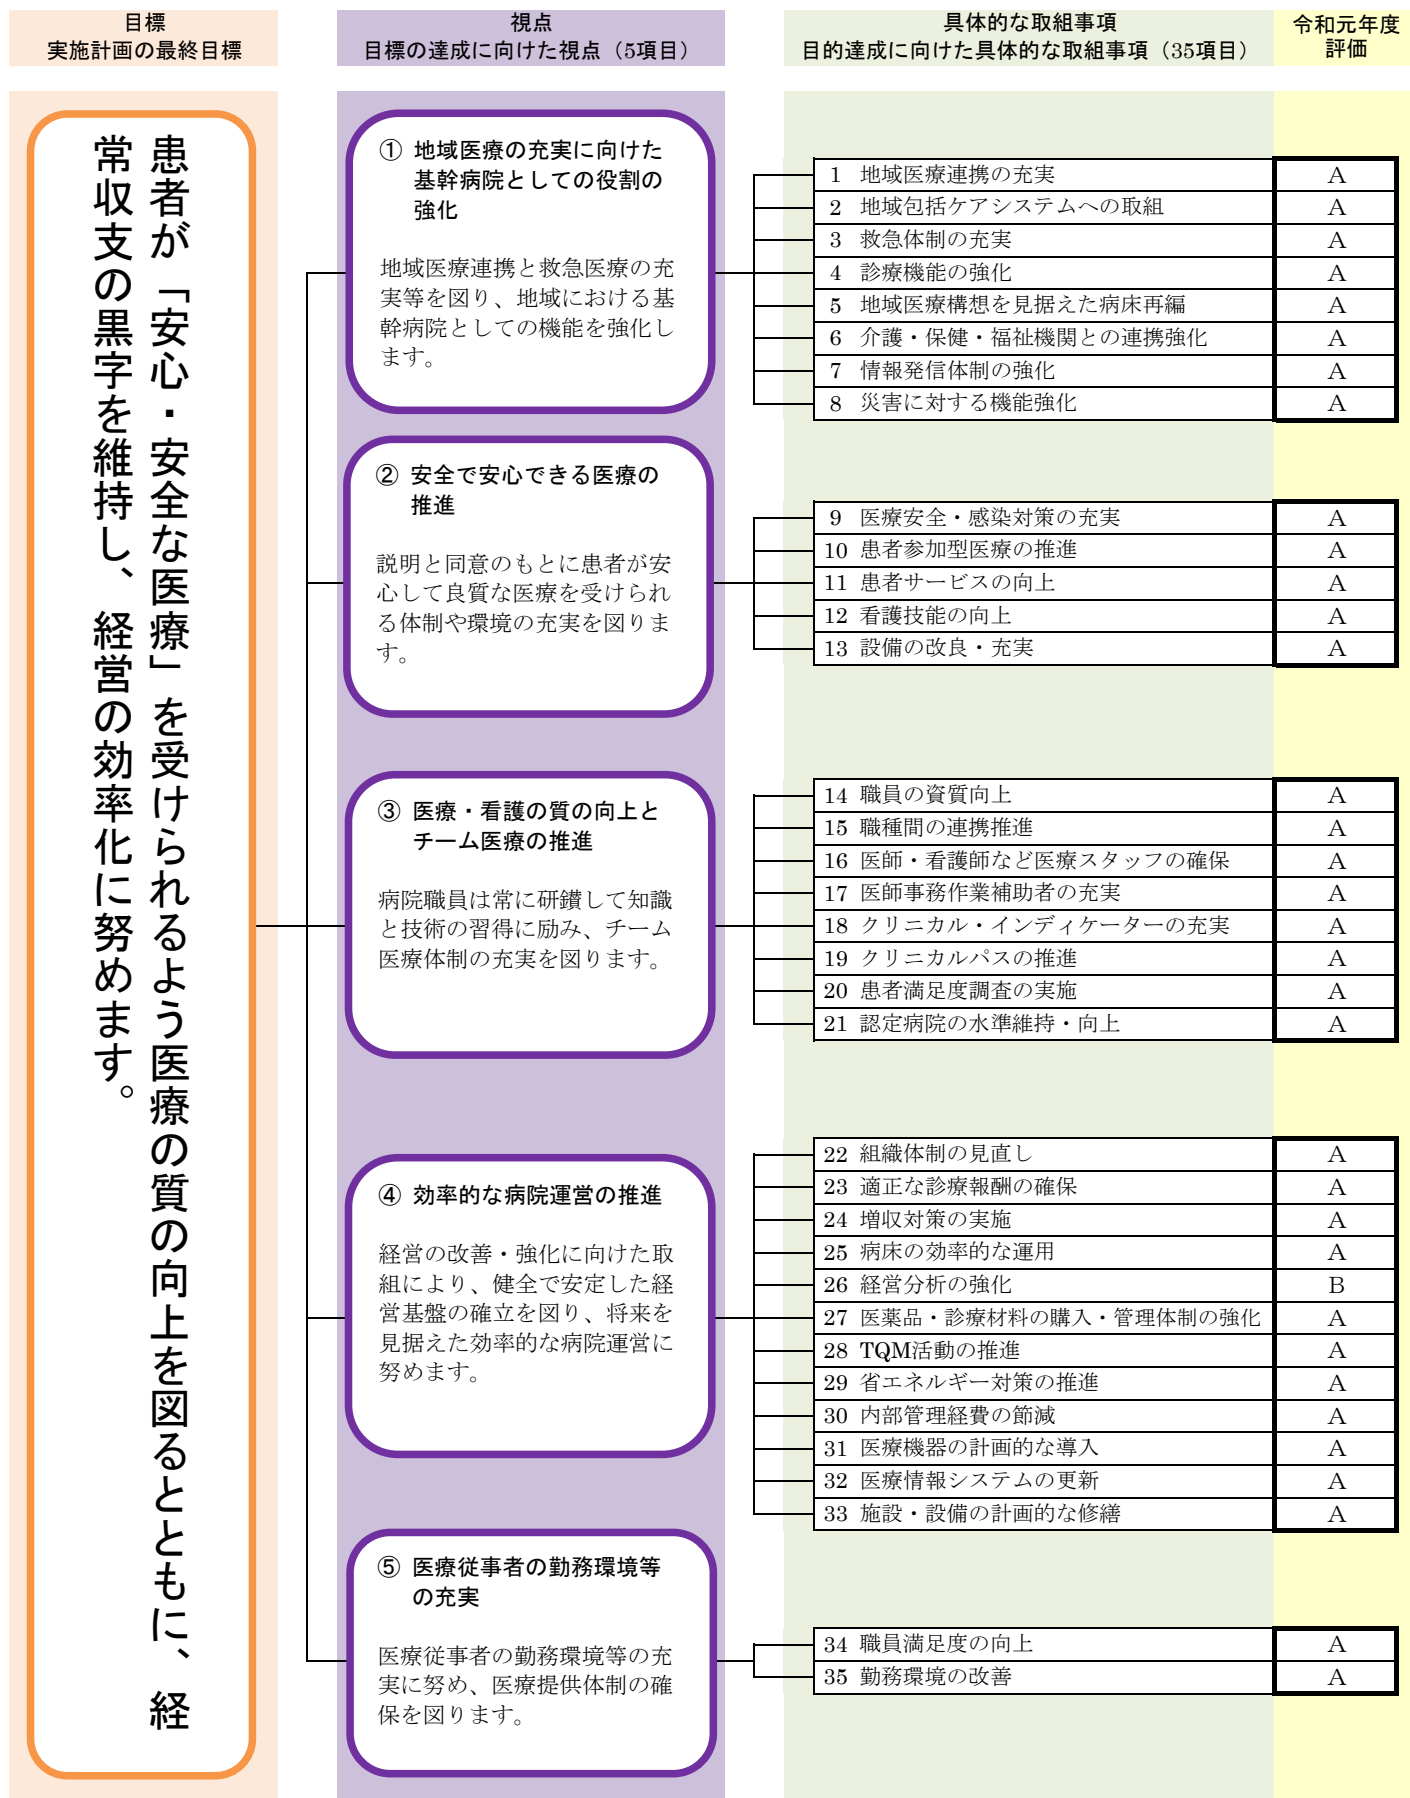 目標
実施計画の最終目標
視点
目標の達成に向けた視点（5項目）
具体的な取組事項
目的達成に向けた具体的な取組事項（35項目）
令和元年度
評価
患者が「安心・安全な医療」を受けられるよう医療の質の向上を図るとともに、経
常収支の黒字を維持し、経営の効率化に努めます。
① 地域医療の充実に向けた
基幹病院としての役割の
強化
地域医療連携と救急医療の充
実等を図り、地域における基
幹病院としての機能を強化し
ます。
1 地域医療連携の充実 A
2 地域包括ケアシステムへの取組 A
3 救急体制の充実 A
4 診療機能の強化 A
5 地域医療構想を見据えた病床再編 A
6 介護・保健・福祉機関との連携強化 A
7 情報発信体制の強化 A
8 災害に対する機能強化 A
② 安全で安心できる医療の
推進
説明と同意のもとに患者が安
心して良質な医療を受けられ
る体制や環境の充実を図りま
す。
9 医療安全・感染対策の充実 A
10 患者参加型医療の推進 A
11 患者サービスの向上 A
12 看護技能の向上 A
13 設備の改良・充実 A
③ 医療・看護の質の向上と
チーム医療の推進
病院職員は常に研鑽して知識
と技術の習得に励み、チーム
医療体制の充実を図ります。
14 職員の資質向上 A
15 職種間の連携推進 A
16 医師・看護師など医療スタッフの確保 A
17 医師事務作業補助者の充実 A
18 クリニカル・インディケーターの充実 A
19 クリニカルパスの推進 A
20 患者満足度調査の実施 A
21 認定病院の水準維持・向上 A
④ 効率的な病院運営の推進
経営の改善・強化に向けた取
組により、健全で安定した経
営基盤の確立を図り、将来を
見据えた効率的な病院運営に
努めます。
22 組織体制の見直し A
23 適正な診療報酬の確保 A
24 増収対策の実施 A
25 病床の効率的な運用 A
26 経営分析の強化 B
27 医薬品・診療材料の購入・管理体制の強化 A
28 TQM活動の推進 A
29 省エネルギー対策の推進 A
30 内部管理経費の節減 A
31 医療機器の計画的な導入 A
32 医療情報システムの更新 A
33 施設・設備の計画的な修繕 A
⑤ 医療従事者の勤務環境等
の充実
医療従事者の勤務環境等の充
実に努め、医療提供体制の確
保を図ります。
34 職員満足度の向上 A
35 勤務環境の改善 A